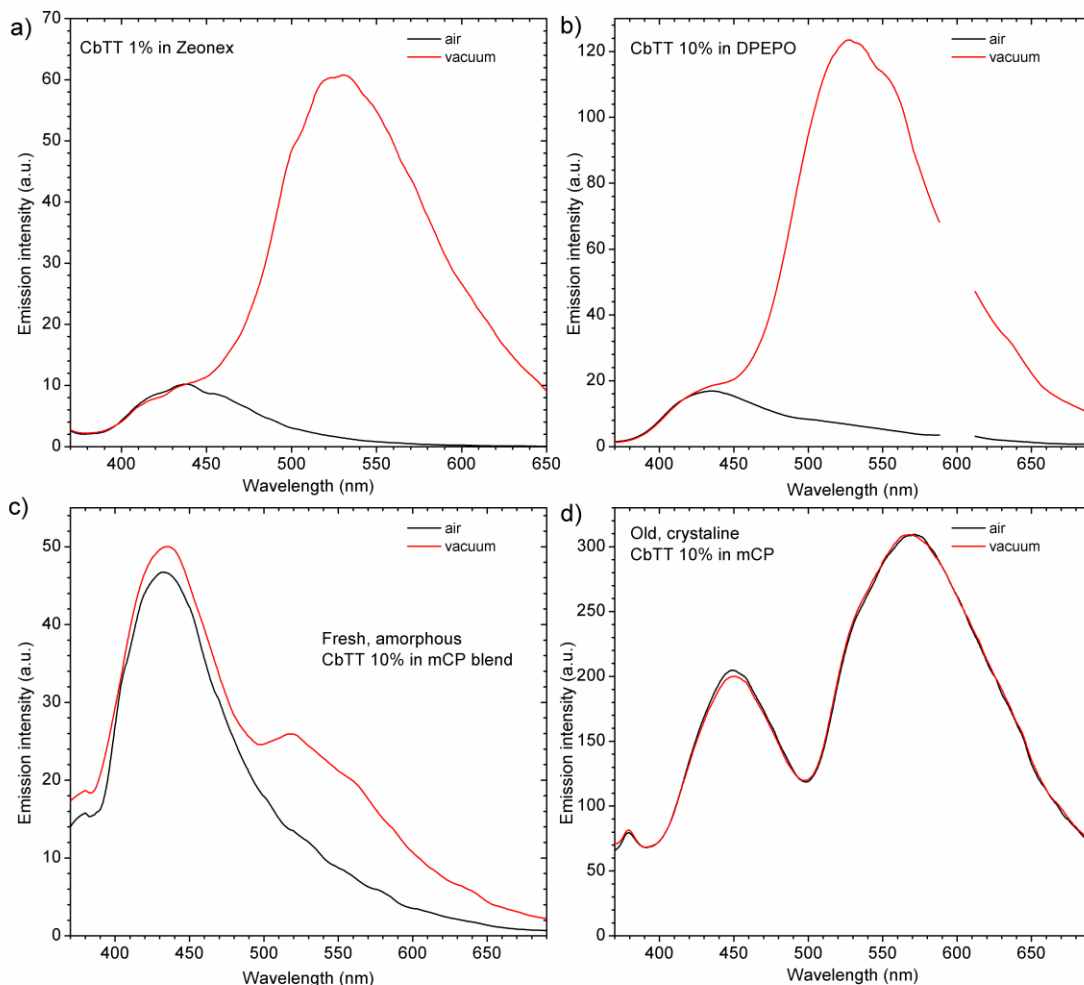 a)
CbTT 1% in Zeonex
air
vacuum
Emission intensity (a.u.)
70
60
50
40
30
20
10
0
400
450
500
550
600
650
Wavelength (nm)
b)
CbTT 10% in DPEPO
air
vacuum
Emission intensity (a.u.)
120
100
80
60
40
20
0
400
450
500
550
600
650
Wavelength (nm)
c)
air
vacuum
Fresh, amorphous
CbTT 10% in mCP blend
Emission intensity (a.u.)
50
40
30
20
10
0
400
450
500
550
600
650
Wavelength (nm)
d)
Old, crystaline
CbTT 10% in mCP
air
vacuum
Emission intensity (a.u.)
300
250
200
150
100
50
0
400
450
500
550
600
650
Wavelength (nm)